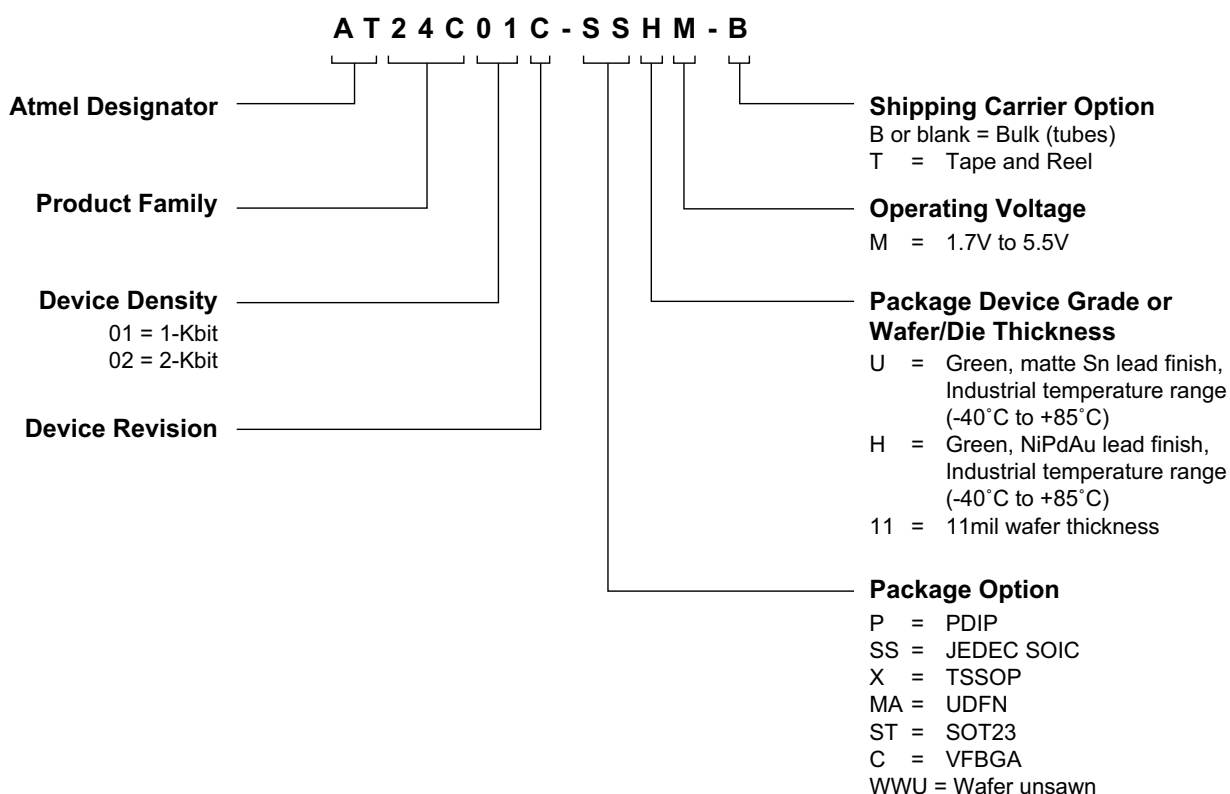 AT24C01C-SSHM-B
Atmel Designator
Product Family
Device Density
01 = 1-Kbit
02 = 2-Kbit
Device Revision
Shipping Carrier Option
B or blank = Bulk (tubes)
T = Tape and Reel
Operating Voltage
M = 1.7V to 5.5V
Package Device Grade or
Wafer/Die Thickness
U = Green, matte Sn lead finish,
Industrial temperature range
(-40˚C to +85˚C)
H = Green, NiPdAu lead finish,
Industrial temperature range
(-40˚C to +85˚C)
11 = 11mil wafer thickness
Package Option
P = PDIP
SS = JEDEC SOIC
X = TSSOP
MA = UDFN
ST = SOT23
C = VFBGA
WWU = Wafer unsawn